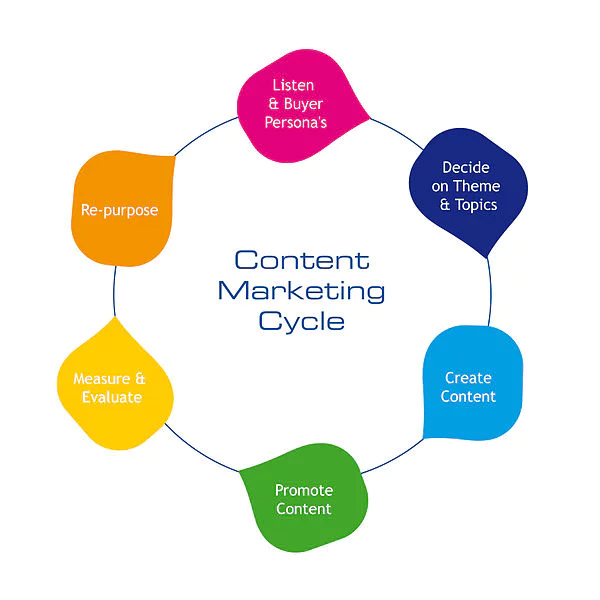 Listen
& Buyer
Persona's
Decide
on Theme
& Topics
Create
Content
Promote
Content
Measure &
Evaluate
Re-purpose
Content
Marketing
Cycle